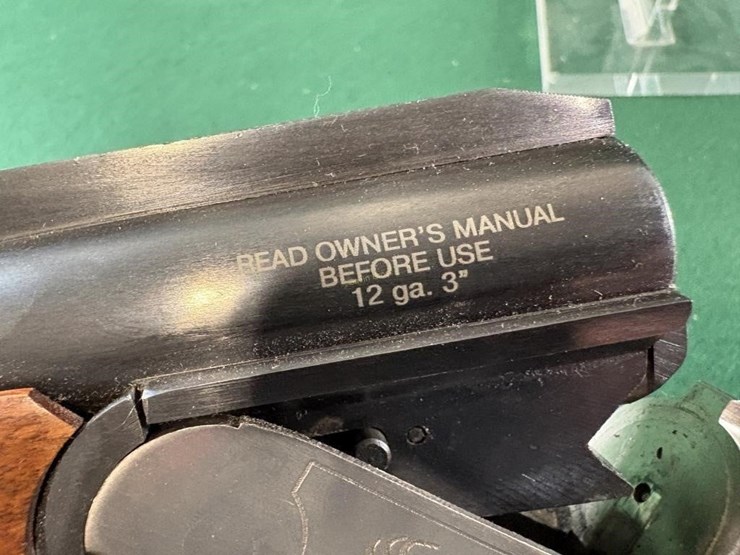 READ OWNER'S MANUAL
BEFORE USE
12 ga. 3"